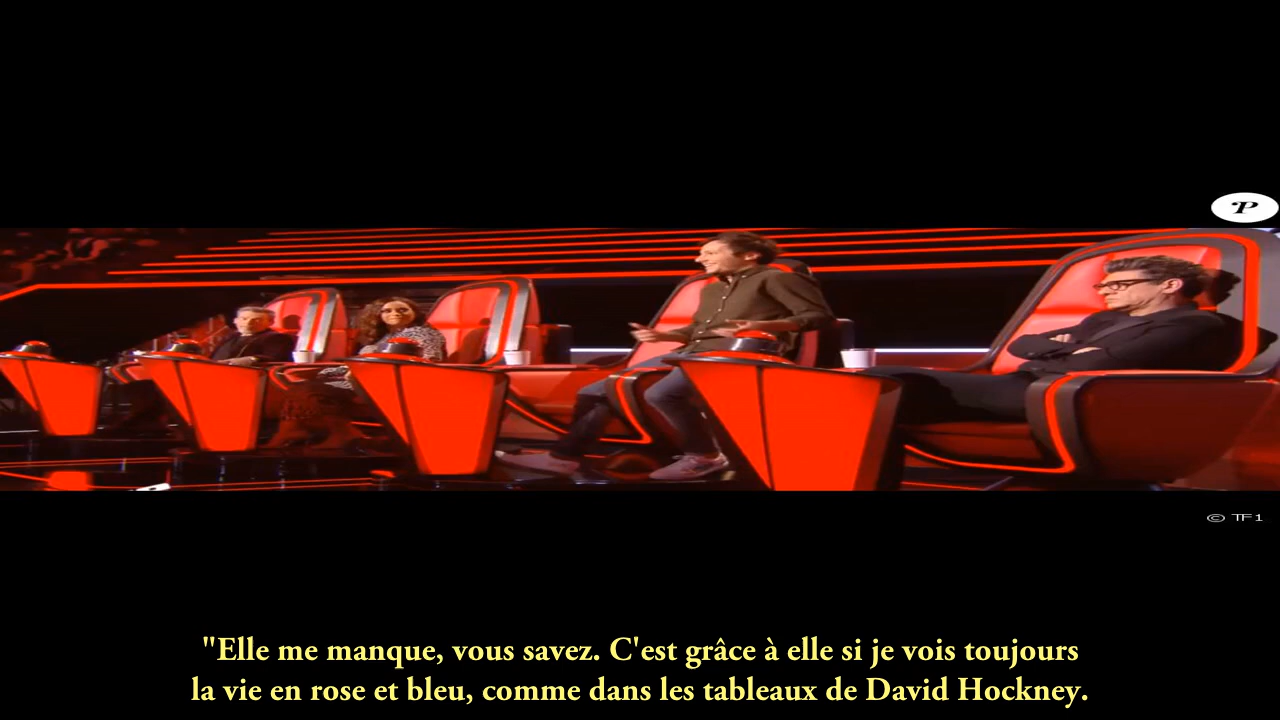 P
© TF1
"Elle me manque, vous savez. C'est grâce à elle si je vois toujours
la vie en rose et bleu, comme dans les tableaux de David Hockney.